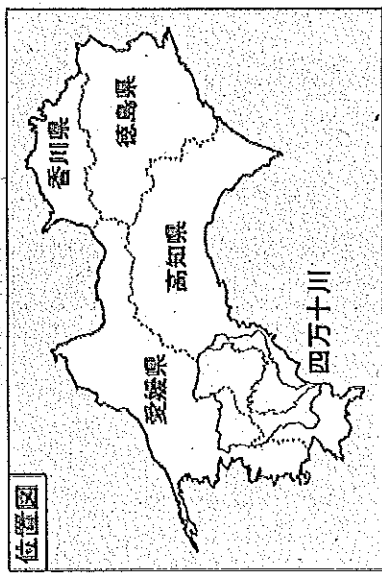 位置図
香川県
徳島県
愛媛県
高知県
四万十川